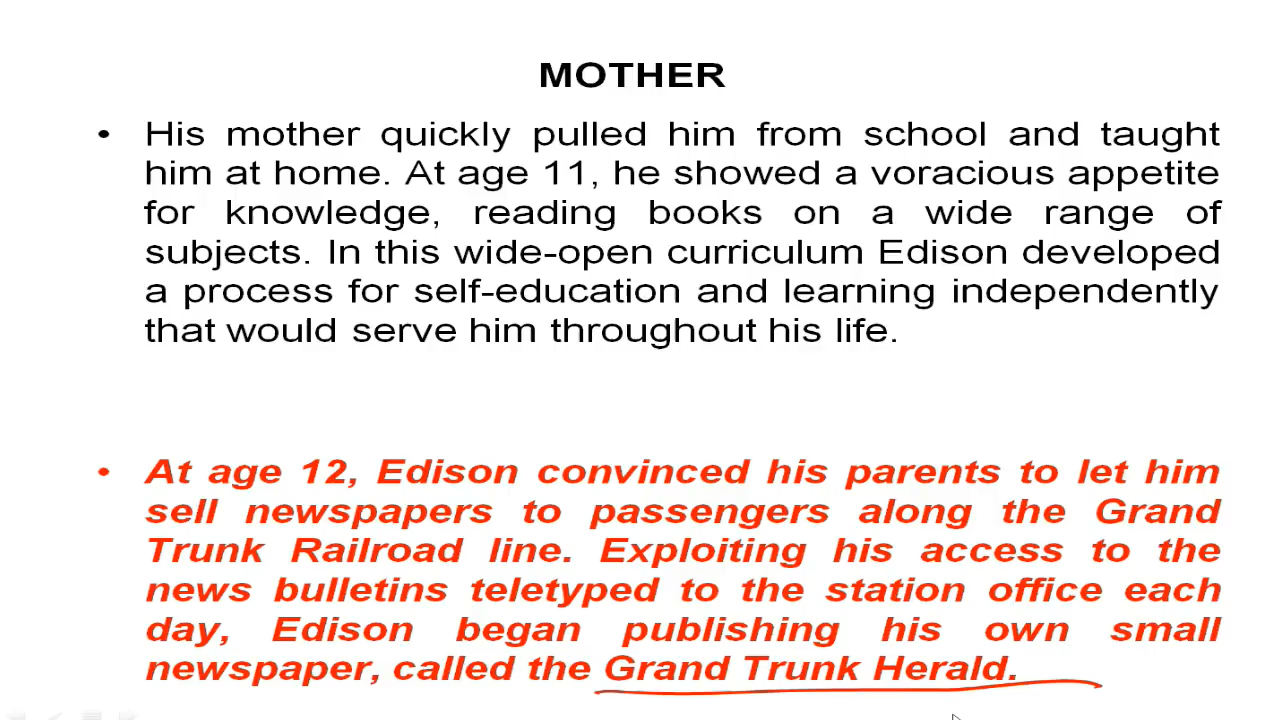 MOTHER
• His mother quickly pulled him from school and taught
him at home. At age 11, he showed a voracious appetite
for knowledge, reading books on a wide range of
subjects. In this wide-open curriculum Edison developed
a process for self-education and learning independently
that would serve him throughout his life.
• At age 12, Edison convinced his parents to let him
sell newspapers to passengers along the Grand
Trunk Railroad line. Exploiting his access to the
news bulletins teletyped to the station office each
day, Edison began publishing his own small
newspaper, called the Grand Trunk Herald.